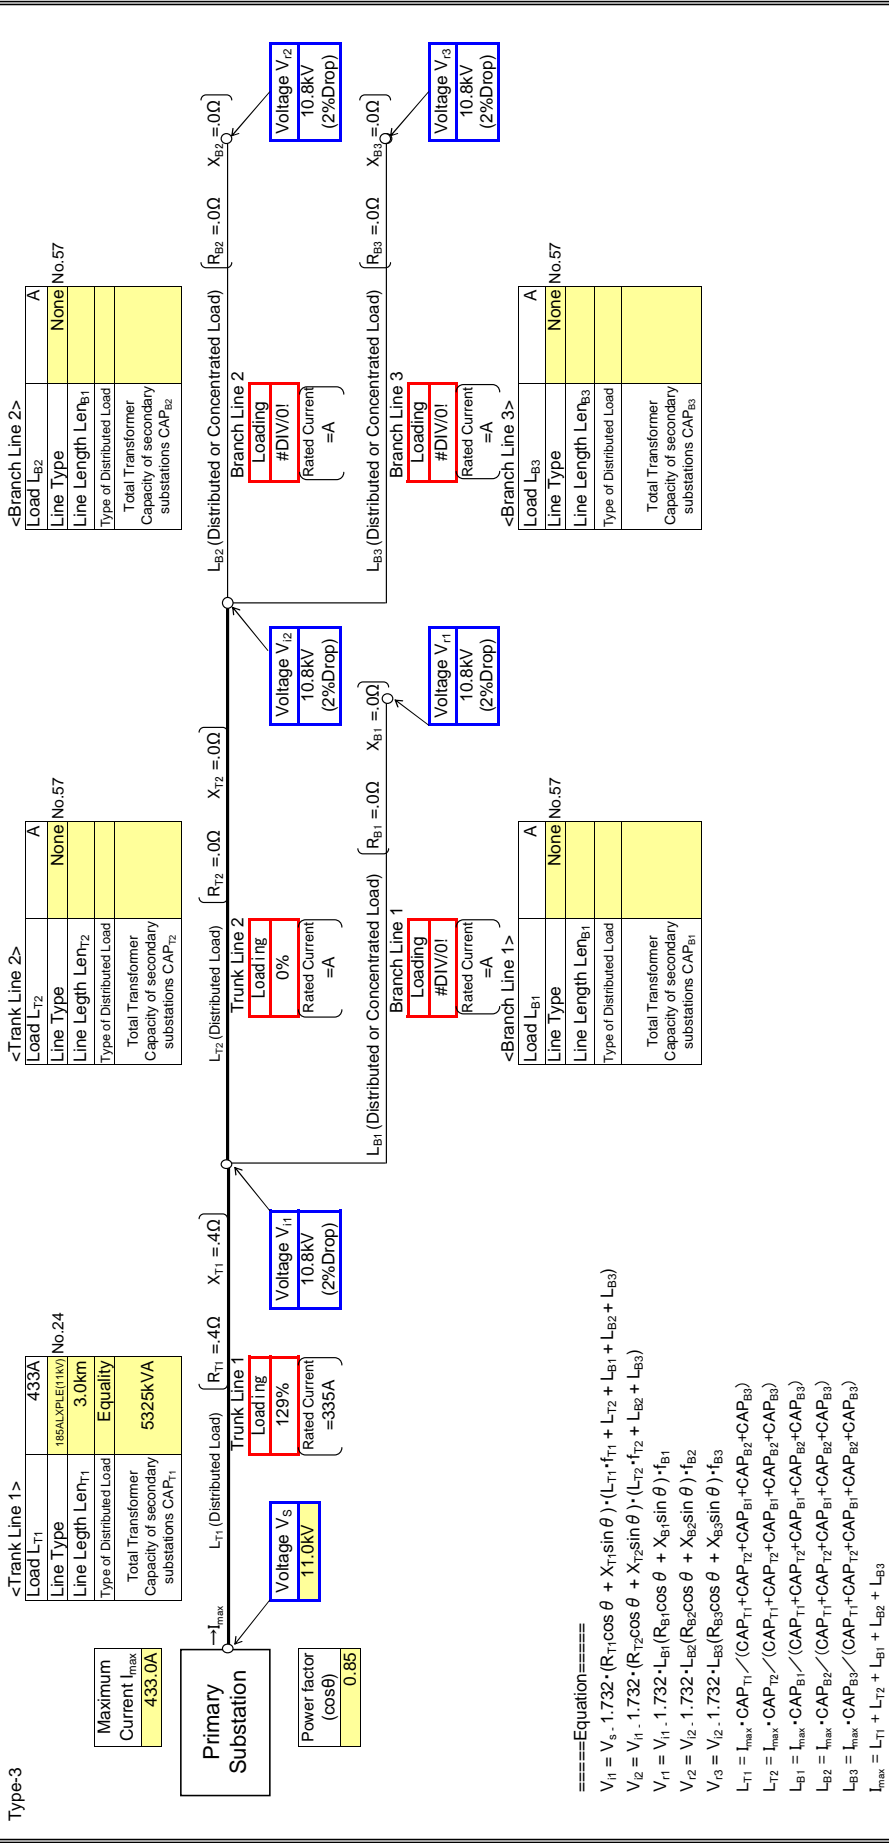 Type-3
Maximum
Current Imax
433.0A
Primary
Substation
Power factor
(cosθ)
0.85
→Imax
Voltage VS
11.0kV
<Trank Line 1>
Load LT1 433A
Line Type 185ALXPLE(11kV) No.24
Line Legth LenT1 3.0km
Type of Distributed Load Equality
Total Transformer
Capacity of secondary
substations CAPT1
5325kVA
LT1 (Distributed Load) RT1 =.4Ω XT1 =.4Ω
Trunk Line 1
Loading
129%
Rated Current
=335A
Voltage Vi1
10.8kV
(2%Drop)
<Trank Line 2>
Load LT2 A
Line Type None No.57
Line Legth LenT2
Type of Distributed Load
Total Transformer
Capacity of secondary
substations CAPT2
LT2 (Distributed Load) RT2 =.0Ω XT2 =.0Ω
Trunk Line 2
Loading
0%
Rated Current
=A
Voltage Vi2
10.8kV
(2%Drop)
LB1 (Distributed or Concentrated Load) RB1 =.0Ω XB1 =.0Ω
Branch Line 1
Loading
#DIV/0!
Rated Current
=A
Voltage Vr1
10.8kV
(2%Drop)
<Branch Line 1>
Load LB1 A
Line Type None No.57
Line Length LenB1
Type of Distributed Load
Total Transformer
Capacity of secondary
substations CAPB1
<Branch Line 2>
Load LB2 A
Line Type None No.57
Line Length LenB1
Type of Distributed Load
Total Transformer
Capacity of secondary
substations CAPB2
LB2 (Distributed or Concentrated Load) RB2 =.0Ω XB2 =.0Ω
Branch Line 2
Loading
#DIV/0!
Rated Current
=A
Voltage Vr2
10.8kV
(2%Drop)
LB3 (Distributed or Concentrated Load) RB3 =.0Ω XB3 =.0Ω
Branch Line 3
Loading
#DIV/0!
Rated Current
=A
Voltage Vr3
10.8kV
(2%Drop)
<Branch Line 3>
Load LB3 A
Line Type None No.57
Line Length LenB3
Type of Distributed Load
Total Transformer
Capacity of secondary
substations CAPB3
=====Equation=====
Vi1 = Vs - 1.732・(RT1cosθ + XT1sinθ)・(LT1・fT1 + LT2 + LB1 + LB2 + LB3)
Vi2 = Vi1 - 1.732・(RT2cosθ + XT2sinθ)・(LT2・fT2 + LB2 + LB3)
Vr1 = Vi1 - 1.732・LB1(RB1cosθ + XB1sinθ)・fB1
Vr2 = Vi2 - 1.732・LB2(RB2cosθ + XB2sinθ)・fB2
Vr3 = Vi2 - 1.732・LB3(RB3cosθ + XB3sinθ)・fB3
LT1 = Imax・CAPT1／(CAPT1+CAPT2+CAPB1+CAPB2+CAPB3)
LT2 = Imax・CAPT2／(CAPT1+CAPT2+CAPB1+CAPB2+CAPB3)
LB1 = Imax・CAPB1／(CAPT1+CAPT2+CAPB1+CAPB2+CAPB3)
LB2 = Imax・CAPB2／(CAPT1+CAPT2+CAPB1+CAPB2+CAPB3)
LB3 = Imax・CAPB3／(CAPT1+CAPT2+CAPB1+CAPB2+CAPB3)
Imax = LT1 + LT2 + LB1 + LB2 + LB3